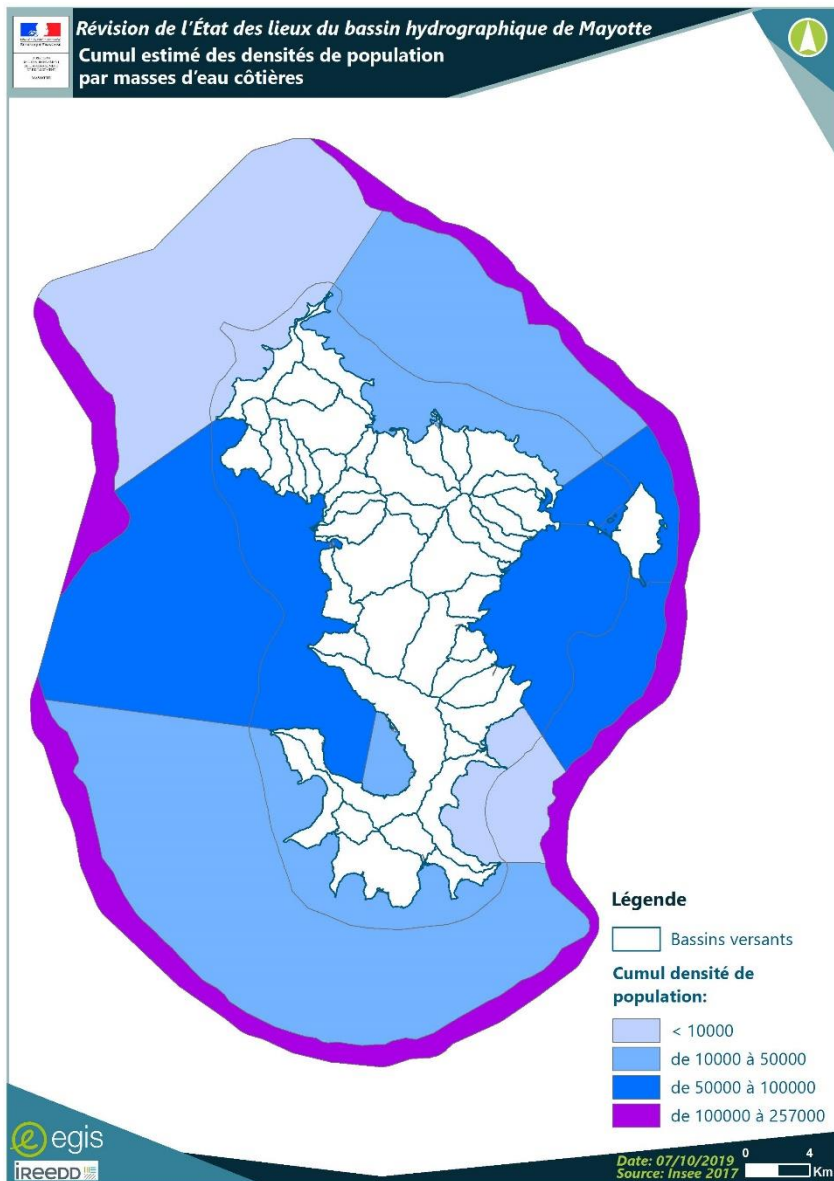 Révision de l'État des lieux du bassin hydrographique de Mayotte
Cumul estimé des densités de population
par masses d'eau côtières
MAYOTTE
Légende
Bassins versants
Cumul densité de
population:
< 10000
de 10000 à 50000
de 50000 à 100000
de 100000 à 257000
egis
iReeDD
Date: 07/10/2019
Source: Insee 2017
0 4
Km